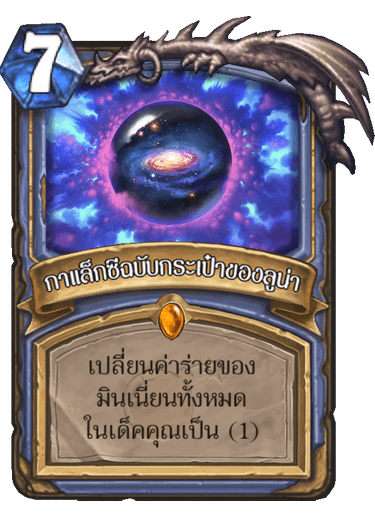 7
กาแล็กซีฉบับกระเป๋าของลูน่า
เปลี่ยนค่าร่ายของ
มินเนี่ยนทั้งหมด
ในเด็คคุณเป็น (1)